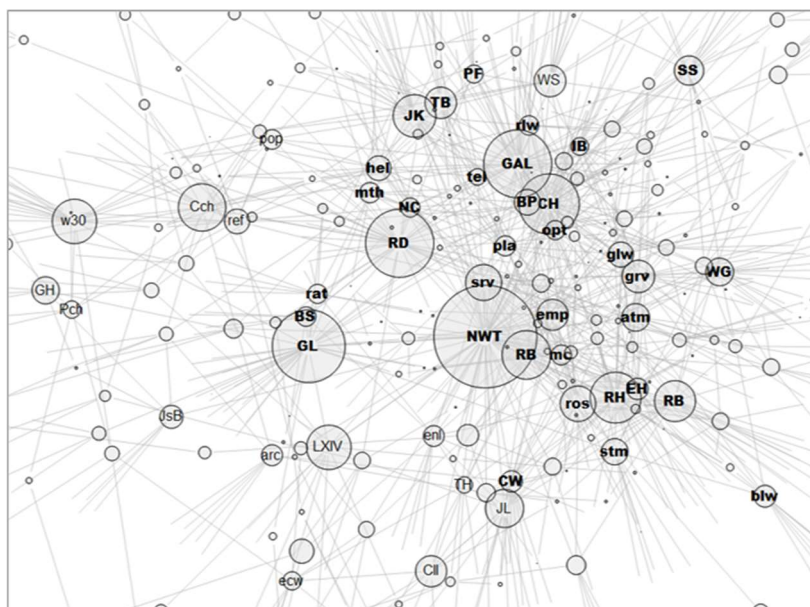 SS
PF
WS
TB
JK
rlw
pop
IB
GAL
hel
tel
mth
BP
CH
NC
Cch
w30
ref
opt
RD
pla
glw
WG
grv
srv
GH
rat
Pch
BS
emp
atm
NWT
GL
RB
mc
EH
RH
ros
RB
JsB
enl
LXIV
arc
stm
CW
TH
blw
JL
CII
ecw